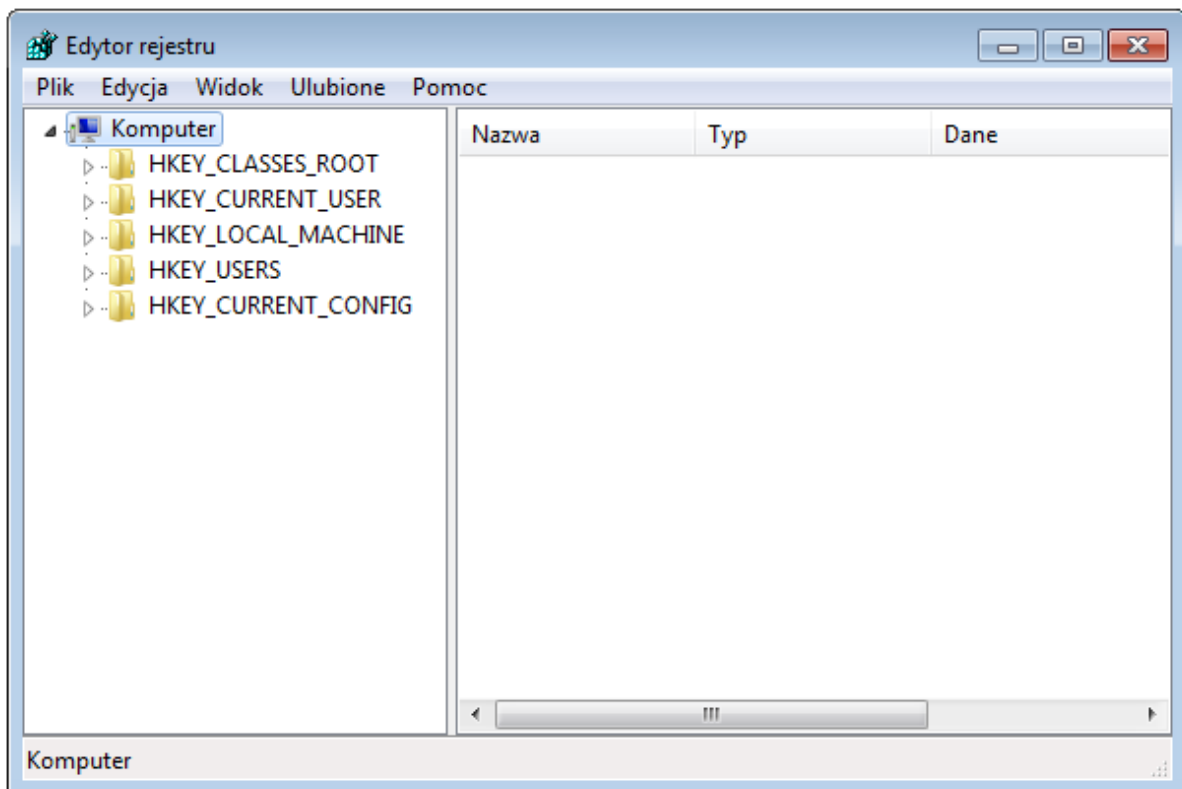 Edytor rejestru
Plik Edycja Widok Ulubione Pomoc
Komputer
HKEY_CLASSES_ROOT
HKEY_CURRENT_USER
HKEY_LOCAL_MACHINE
HKEY_USERS
HKEY_CURRENT_CONFIG
Nazwa Typ Dane
Komputer